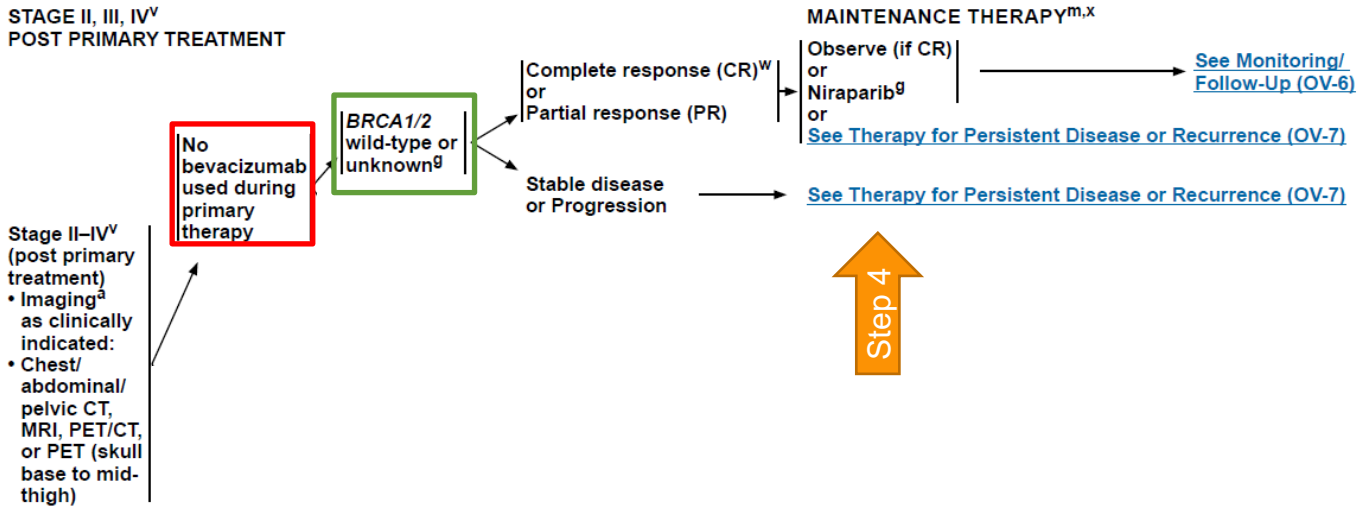 STAGE II, III, IVv
POST PRIMARY TREATMENT
MAINTENANCE THERAPYm,x
Stage II–IVv
(post primary
treatment)
• Imaginga
as clinically
indicated:
• Chest/
abdominal/
pelvic CT,
MRI, PET/CT,
or PET (skull
base to mid-
thigh)
No
bevacizumab
used during
primary
therapy
BRCA1/2
wild-type or
unknowng
Complete response (CR)w
or
Partial response (PR)
Stable disease
or Progression
Observe (if CR)
or
Niraparibg
or
See Therapy for Persistent Disease or Recurrence (OV-7)
See Monitoring/
Follow-Up (OV-6)
See Therapy for Persistent Disease or Recurrence (OV-7)
Step 4